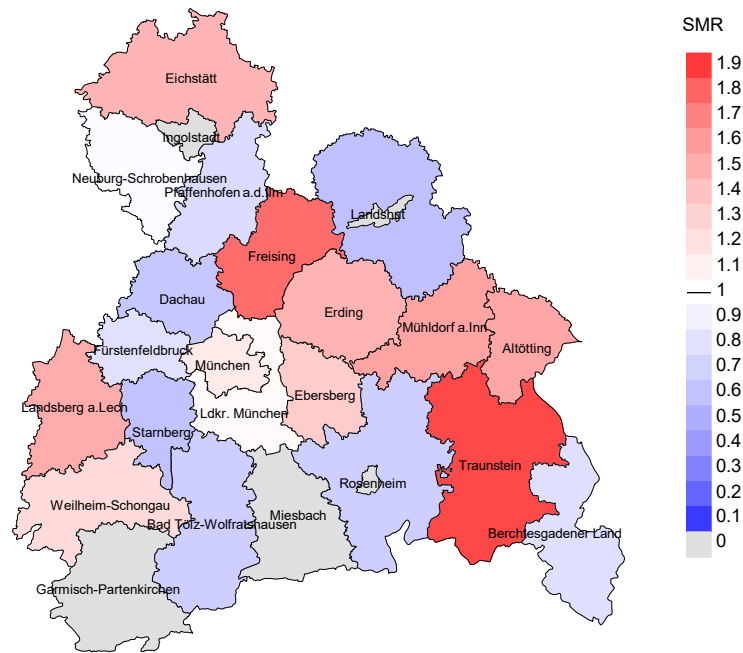 SMR
1.9
1.8
1.7
1.6
1.5
1.4
1.3
1.2
1.1
1
0.9
0.8
0.7
0.6
0.5
0.4
0.3
0.2
0.1
0
Eichstätt
Ingolstadt
Neuburg-Schrobenhausen
Pfaffenhofen a.d.Ilm
Landshut
Freising
Dachau
Erding
Mühldorf a.Inn
Altötting
Fürstenfeldbruck
München
Ebersberg
Landsberg a.Lech
Ldkr. München
Starnberg
Traunstein
Rosenheim
Weilheim-Schongau
Miesbach
Bad Tölz-Wolfratshausen
Berchtesgadener Land
Garmisch-Partenkirchen